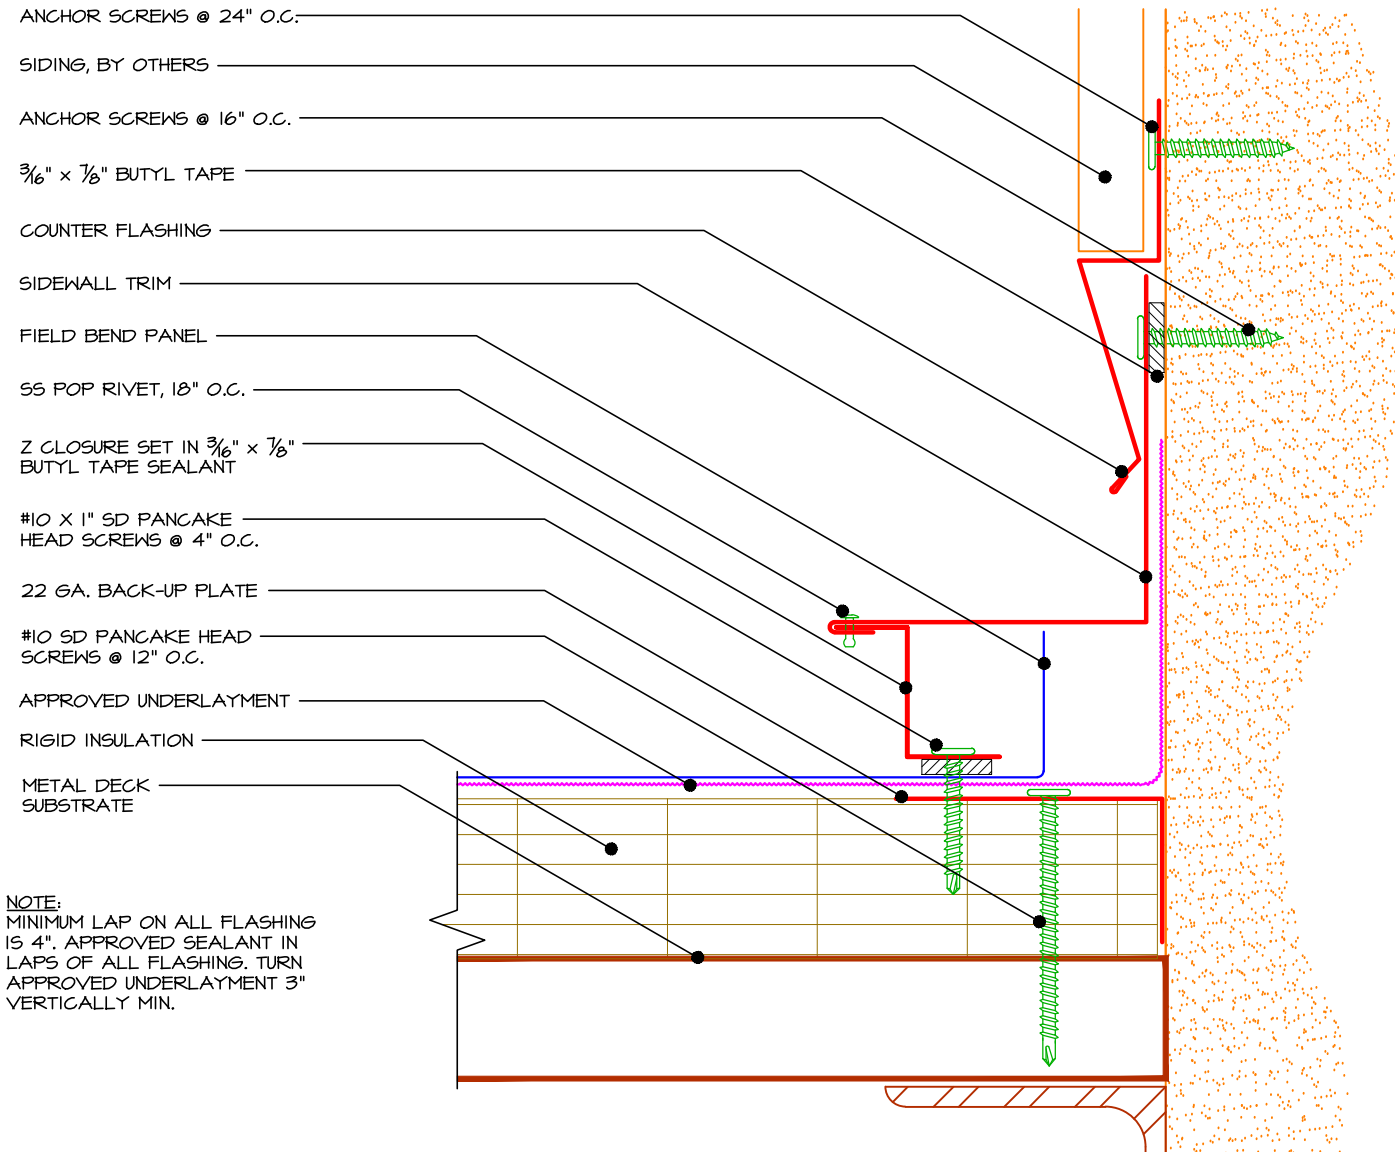 ANCHOR SCREWS @ 24" O.C.
SIDING, BY OTHERS
ANCHOR SCREWS @ 16" O.C.
3/16" x 7/8" BUTYL TAPE
COUNTER FLASHING
SIDEWALL TRIM
FIELD BEND PANEL
SS POP RIVET, 18" O.C.
Z CLOSURE SET IN 3/16" x 7/8"
BUTYL TAPE SEALANT
#10 X 1" SD PANCAKE
HEAD SCREWS @ 4" O.C.
22 GA. BACK-UP PLATE
#10 SD PANCAKE HEAD
SCREWS @ 12" O.C.
APPROVED UNDERLAYMENT
RIGID INSULATION
METAL DECK
SUBSTRATE
NOTE:
MINIMUM LAP ON ALL FLASHING
IS 4". APPROVED SEALANT IN
LAPS OF ALL FLASHING. TURN
APPROVED UNDERLAYMENT 3"
VERTICALLY MIN.